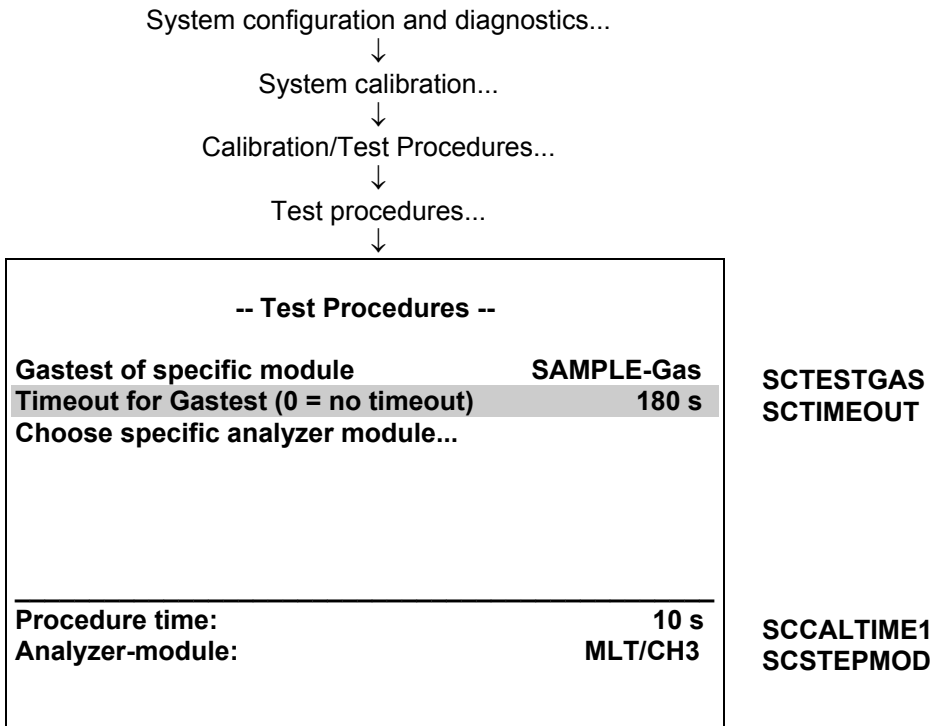 System configuration and diagnostics...
↓
System calibration...
↓
Calibration/Test Procedures...
↓
Test procedures...
↓
-- Test Procedures --
Gastest of specific module SAMPLE-Gas SCTESTGAS
Timeout for Gastest (0 = no timeout) 180 s SCTIMEOUT
Choose specific analyzer module...
Procedure time: 10 s SCCALTIME1
Analyzer-module: MLT/CH3 SCSTEPMOD